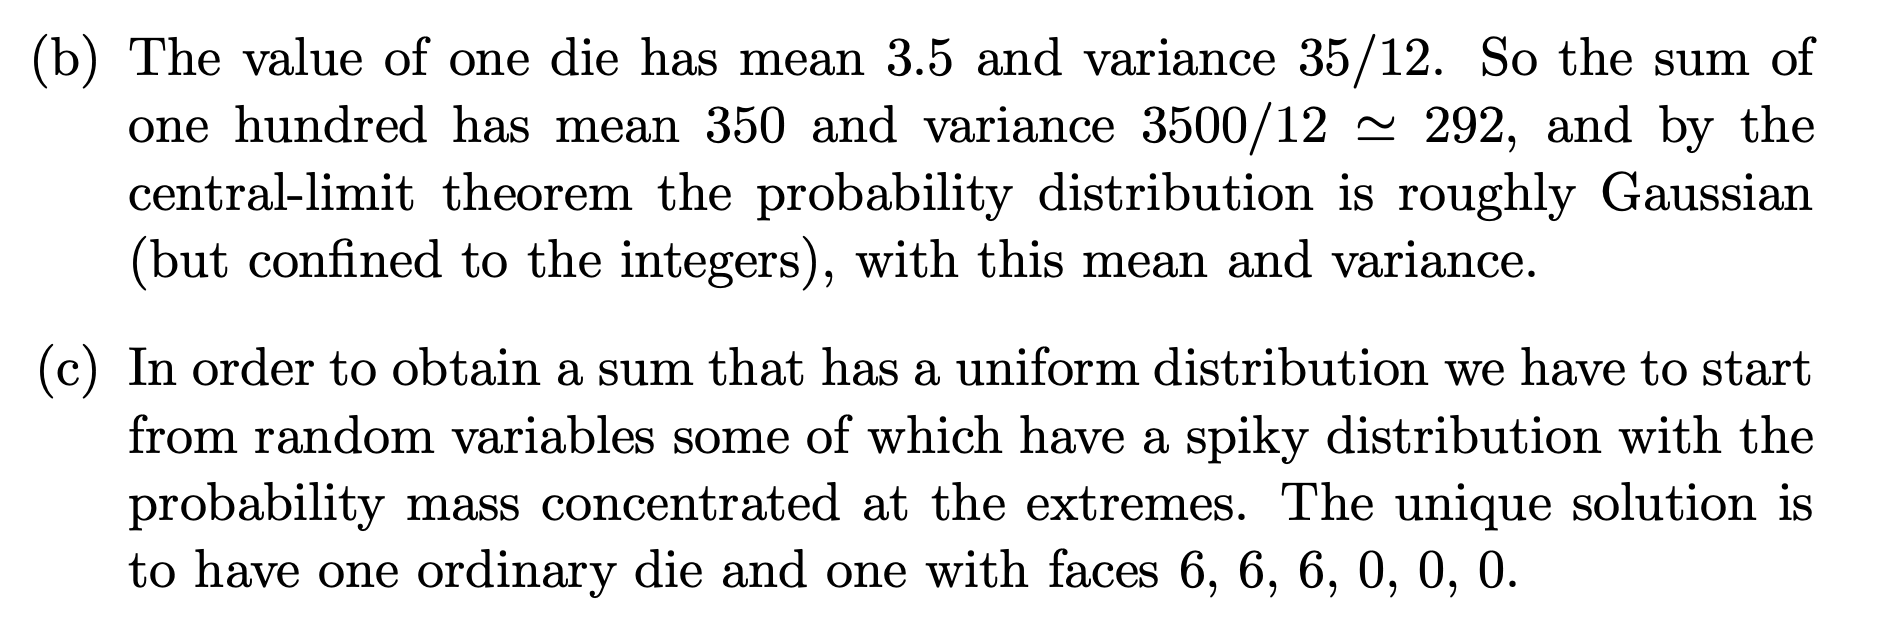 (b) The value of one die has mean 3.5 and variance 35/12. So the sum of
one hundred has mean 350 and variance 3500/12 ≃ 292, and by the
central-limit theorem the probability distribution is roughly Gaussian
(but confined to the integers), with this mean and variance.
(c) In order to obtain a sum that has a uniform distribution we have to start
from random variables some of which have a spiky distribution with the
probability mass concentrated at the extremes. The unique solution is
to have one ordinary die and one with faces 6, 6, 6, 0, 0, 0.